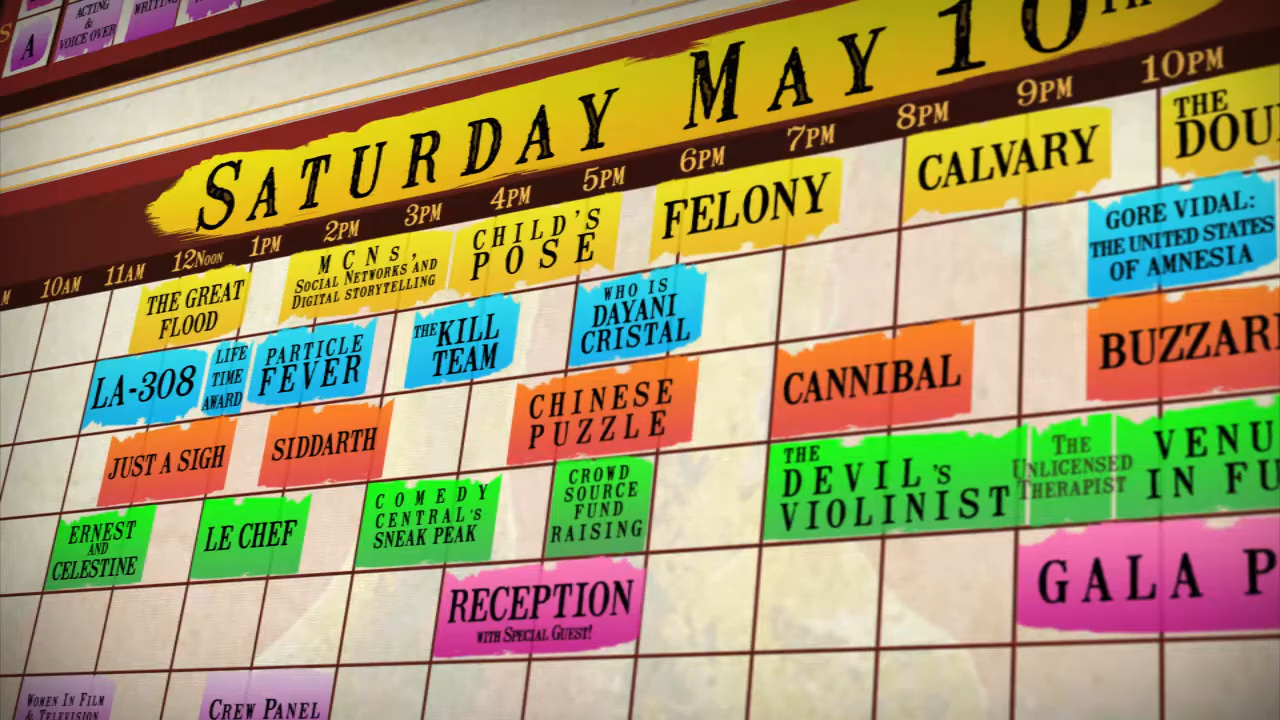 S
A
ACTING
&
VOICE OVER
WRITING
SATURDAY MAY 10TH
10AM 11AM 12NOON 1PM 2PM 3PM 4PM 5PM 6PM 7PM 8PM 9PM 10PM
THE GREAT
FLOOD
MCNs,
SOCIAL NETWORKS AND
DIGITAL STORYTELLING
CHILD'S
POSE
FELONY
CALVARY
THE
DOU
LA-308
LIFE
TIME
AWARD
PARTICLE
FEVER
THE KILL
TEAM
WHO IS
DAYANI
CRISTAL
GORE VIDAL:
THE UNITED STATES
OF AMNESIA
JUST A SIGH
SIDDARTH
CHINESE
PUZZLE
CANNIBAL
BUZZAR
ERNEST
AND
CELESTINE
LE CHEF
COMEDY
CENTRAL'S
SNEAK PEAK
CROWD
SOURCE
FUND
RAISING
THE
DEVIL'S
VIOLINIST
THE
UNLICENSED
THERAPIST
VENU
IN FU
RECEPTION
WITH SPECIAL GUEST!
GALA P
WOMEN IN FILM
& TELEVISION
CREW PANEL